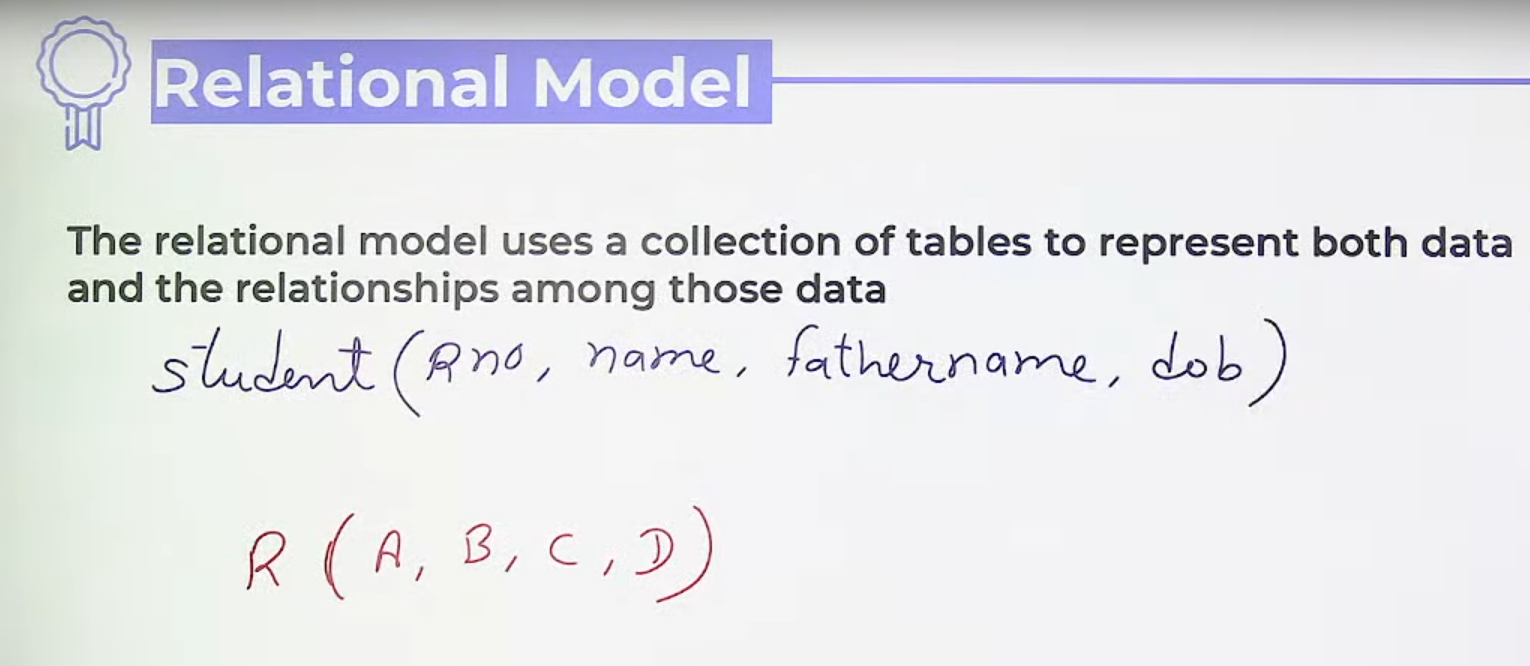 Relational Model
The relational model uses a collection of tables to represent both data
and the relationships among those data
student (Rno, name, fathername, dob)
R (A, B, C, D)